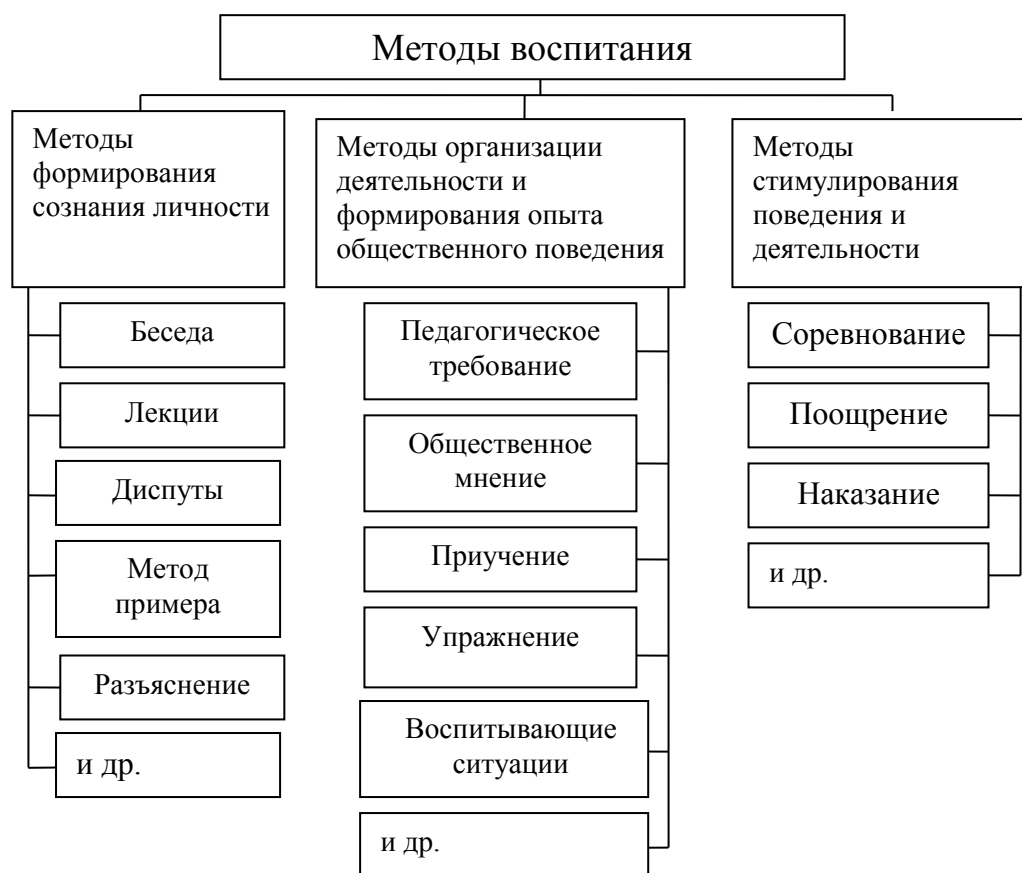 Методы воспитания
Методы
формирования
сознания личности
Методы организации
деятельности и
формирования опыта
общественного поведения
Методы
стимулирования
поведения и
деятельности
Беседа
Лекции
Диспуты
Метод
примера
Разъяснение
и др.
Педагогическое
требование
Общественное
мнение
Приучение
Упражнение
Воспитывающие
ситуации
и др.
Соревнование
Поощрение
Наказание
и др.